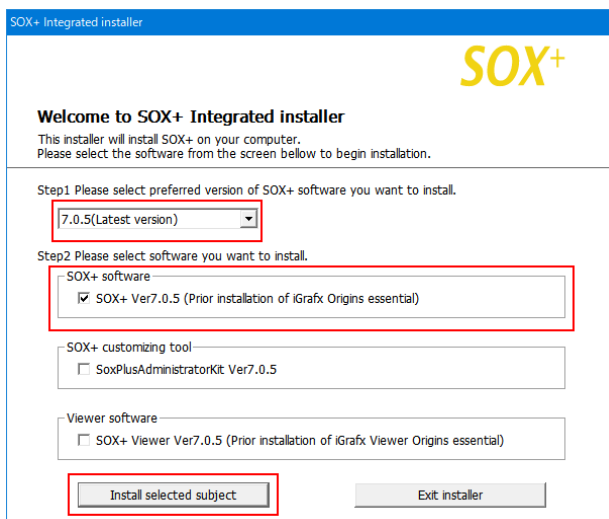 SOX+ Integrated installer
SOX+
Welcome to SOX+ Integrated installer
This installer will install SOX+ on your computer.
Please select the software from the screen bellow to begin installation.
Step1 Please select preferred version of SOX+ software you want to install.
7.0.5(Latest version)
Step2 Please select software you want to install.
SOX+ software
SOX+ Ver7.0.5 (Prior installation of iGrafx Origins essential)
SOX+ customizing tool
SoxPlusAdministratorKit Ver7.0.5
Viewer software
SOX+ Viewer Ver7.0.5 (Prior installation of iGrafx Viewer Origins essential)
Install selected subject
Exit installer